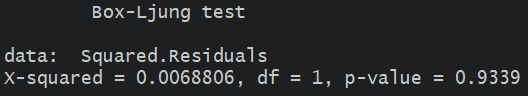 Box-Ljung test
data:  Squared.Residuals
X-squared = 0.0068806, df = 1, p-value = 0.9339